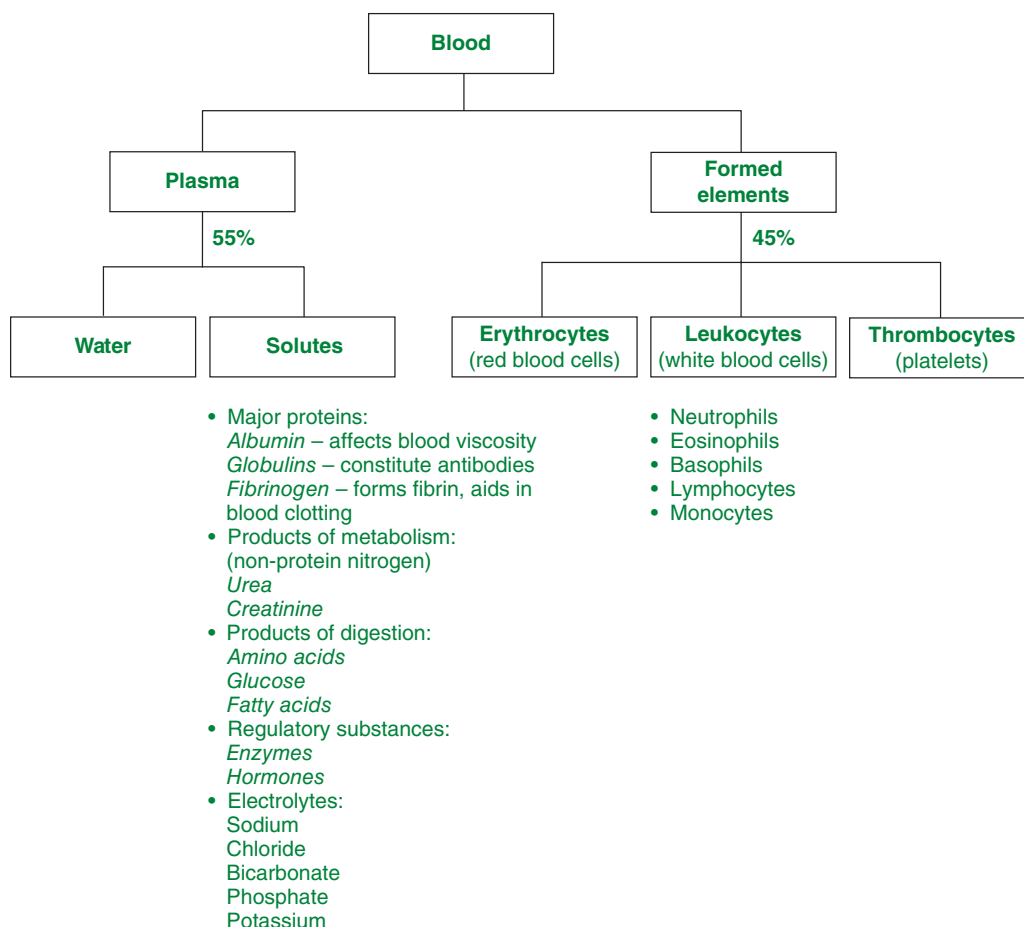 Blood
Plasma
Formed
elements
55%
45%
Water
Solutes
Erythrocytes
(red blood cells)
Leukocytes
(white blood cells)
Thrombocytes
(platelets)
• Major proteins:
Albumin – affects blood viscosity
Globulins – constitute antibodies
Fibrinogen – forms fibrin, aids in
blood clotting
• Products of metabolism:
(non-protein nitrogen)
Urea
Creatinine
• Products of digestion:
Amino acids
Glucose
Fatty acids
• Regulatory substances:
Enzymes
Hormones
• Electrolytes:
Sodium
Chloride
Bicarbonate
Phosphate
Potassium
• Neutrophils
• Eosinophils
• Basophils
• Lymphocytes
• Monocytes